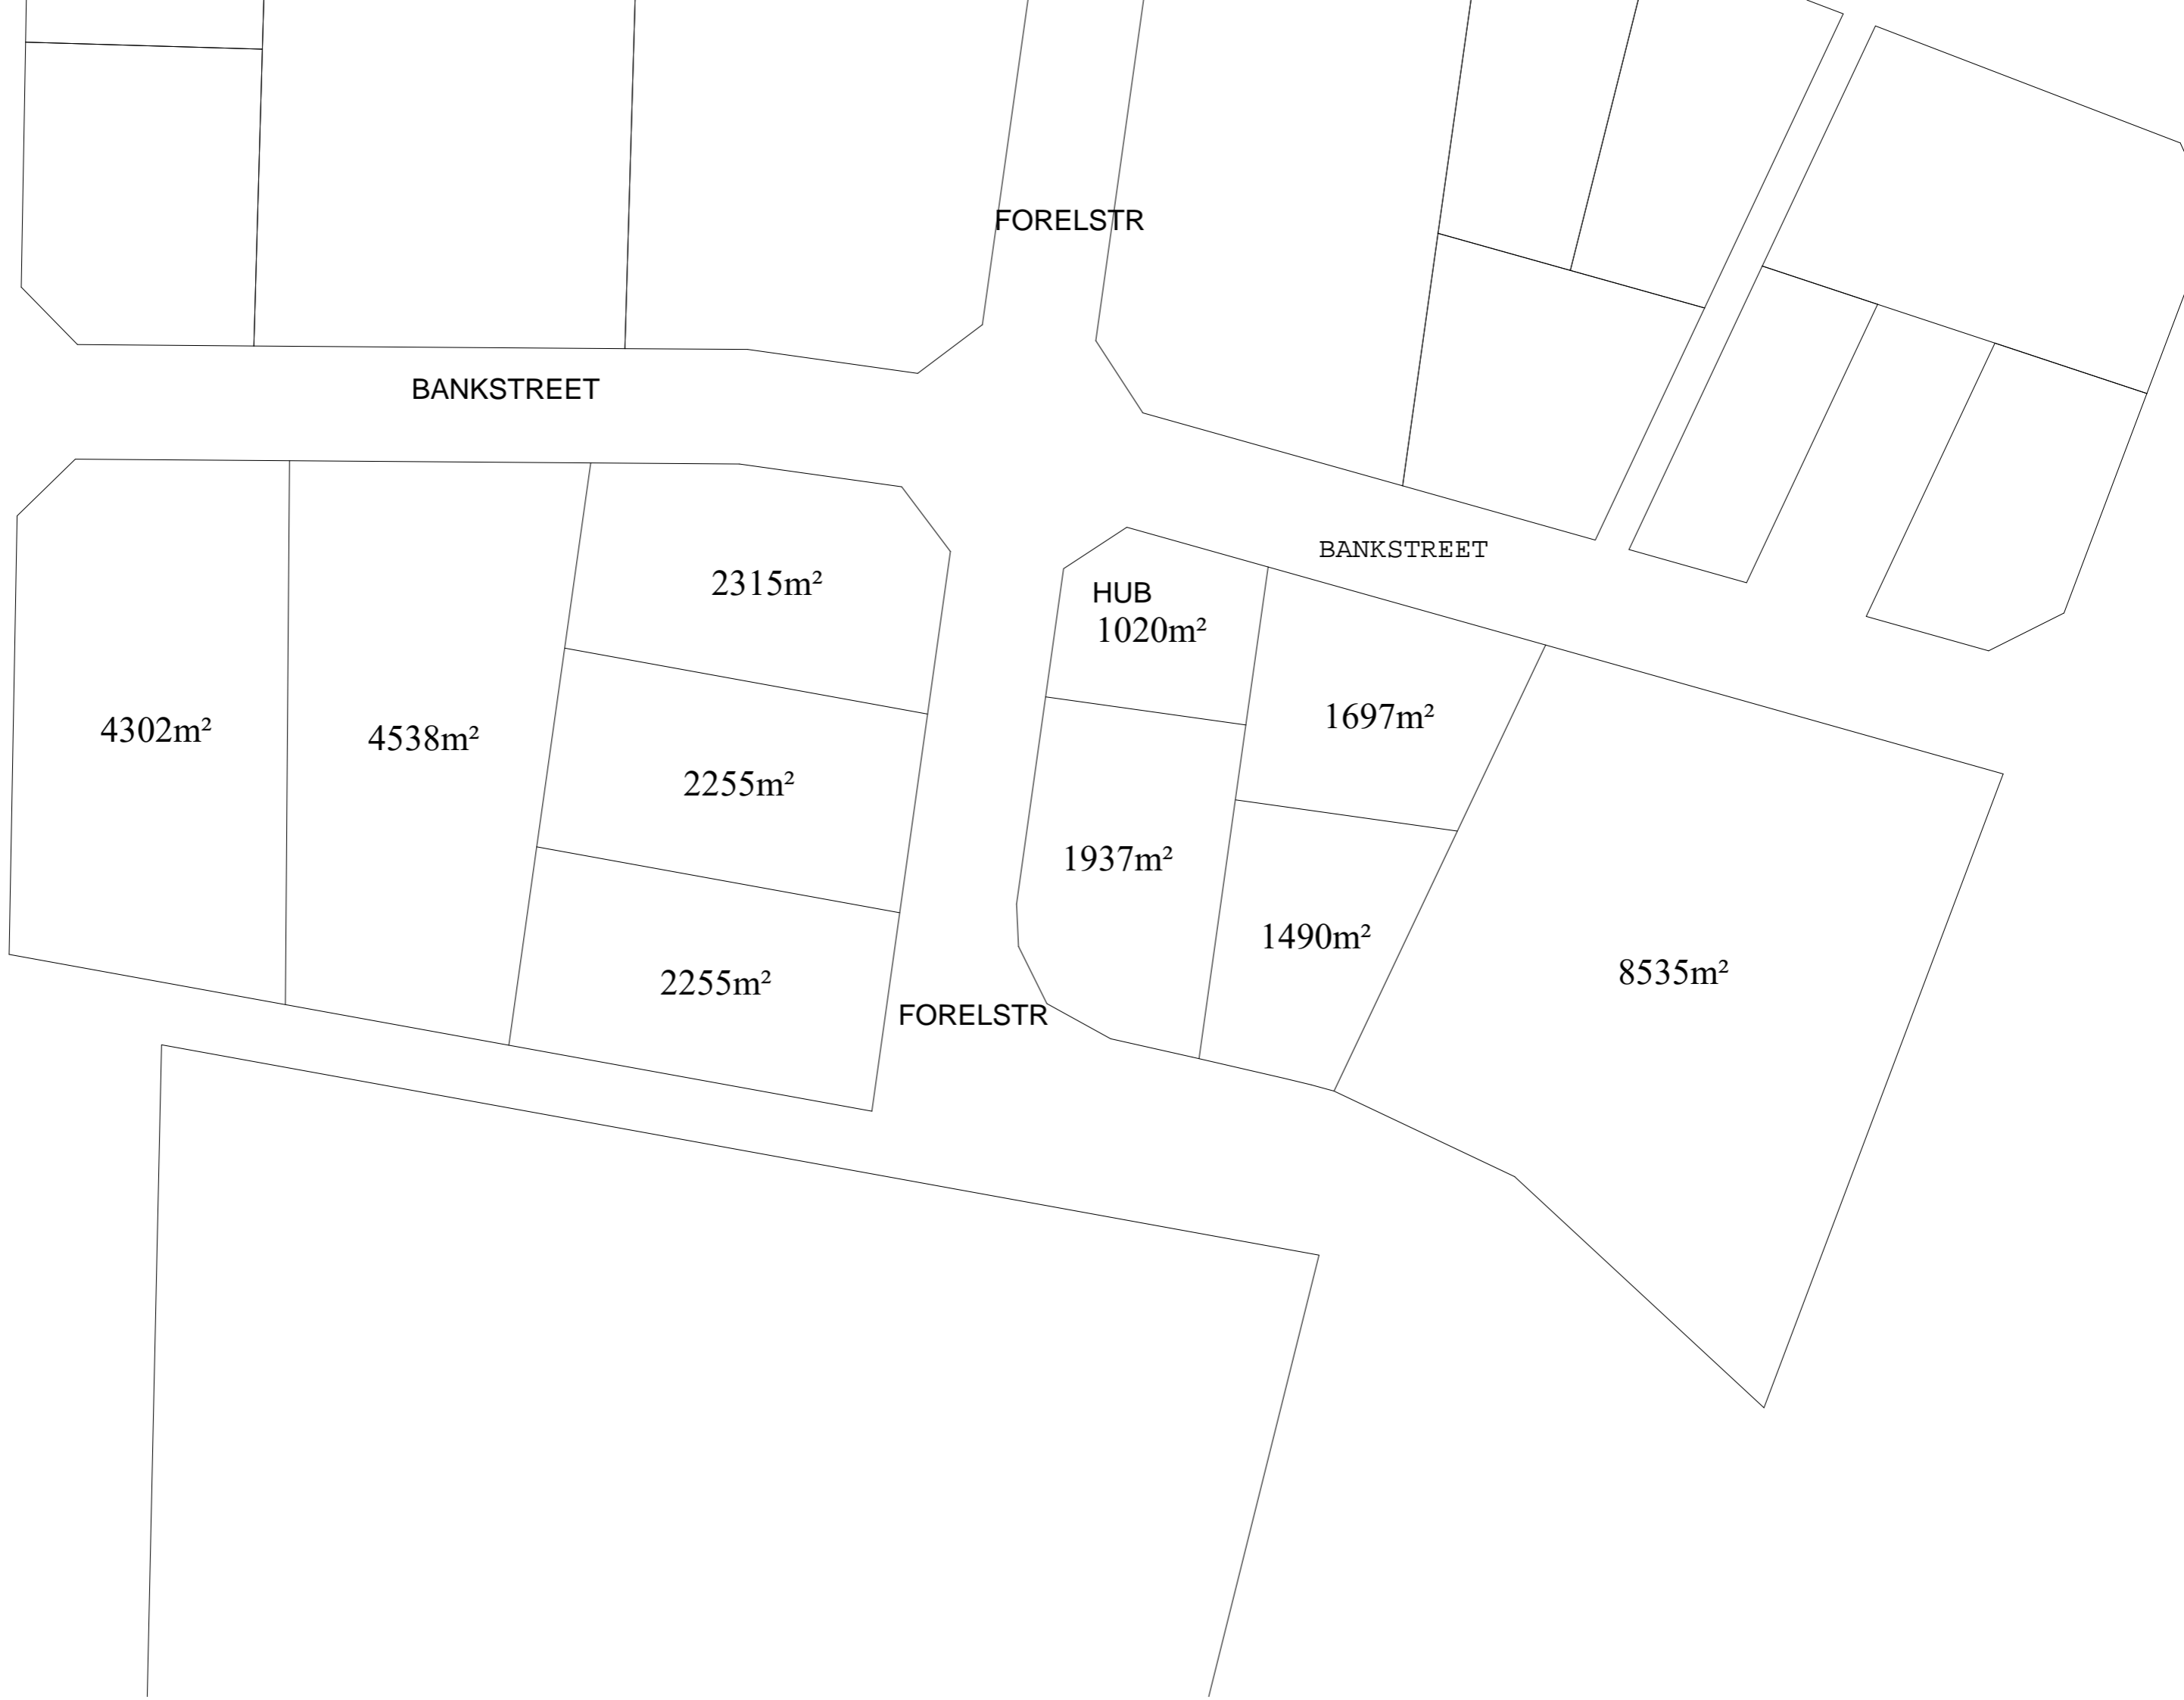 FORELSTR
BANKSTREET
BANKSTREET
2315m²
HUB
1020m²
4302m²
4538m²
1697m²
2255m²
1937m²
1490m²
8535m²
2255m²
FORELSTR